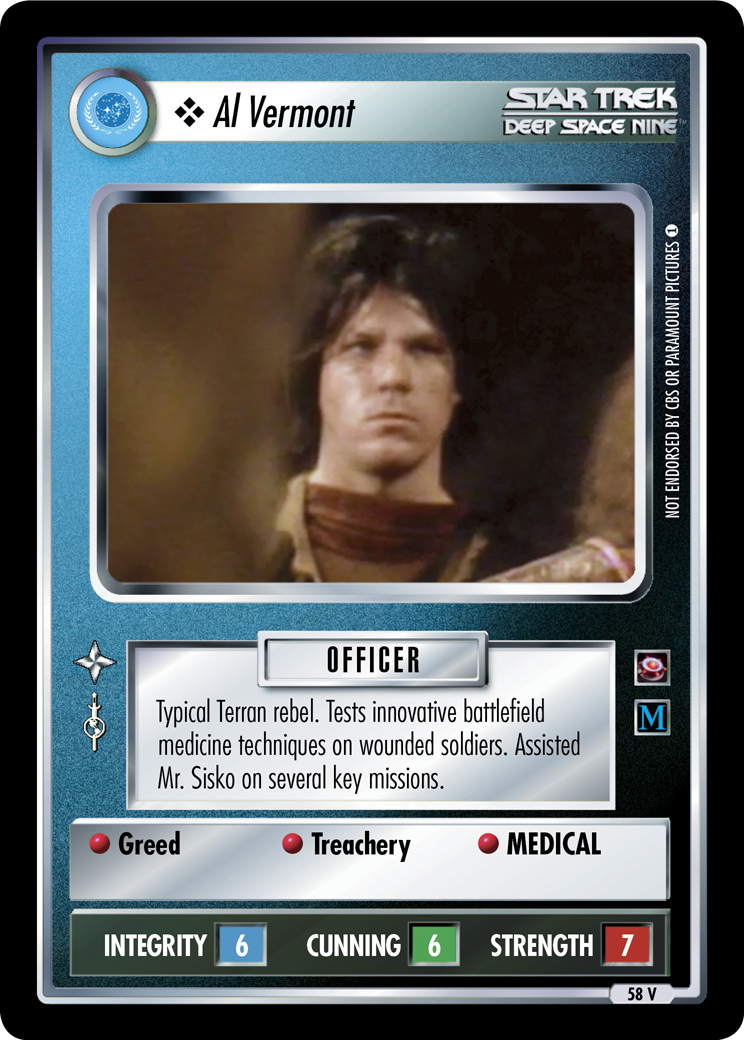 ❖ Al Vermont
STAR TREK
DEEP SPACE NINE™
NOT ENDORSED BY CBS OR PARAMOUNT PICTURES 1
OFFICER
Typical Terran rebel. Tests innovative battlefield
medicine techniques on wounded soldiers. Assisted
Mr. Sisko on several key missions.
M
Greed Treachery MEDICAL
INTEGRITY 6 CUNNING 6 STRENGTH 7
58 V